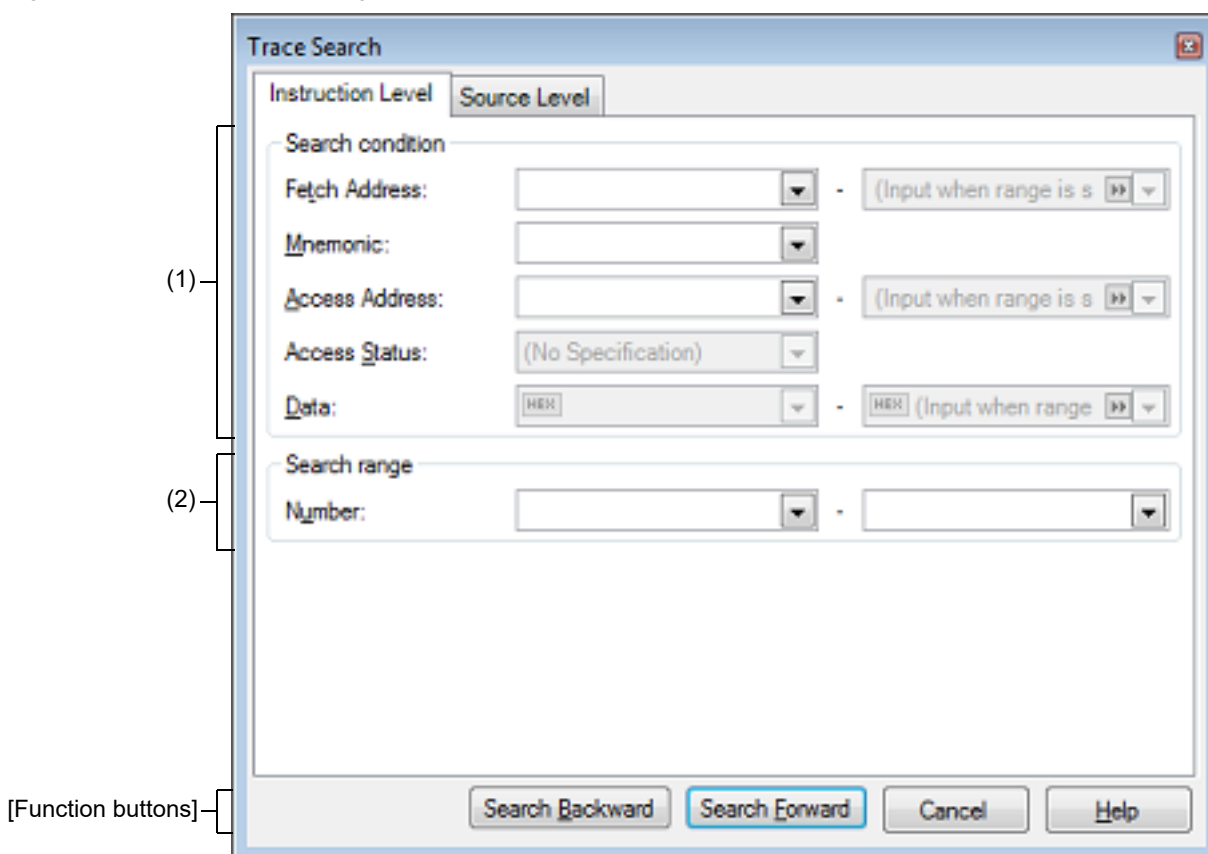 Trace Search
Instruction Level Source Level
Search condition
Fetch Address: - (Input when range is s
Mnemonic:
(1)
Access Address: - (Input when range is s
Access Status: (No Specification)
Data: HEX - HEX (Input when range
Search range
(2)
Number: -
[Function buttons] Search Backward Search Forward Cancel Help